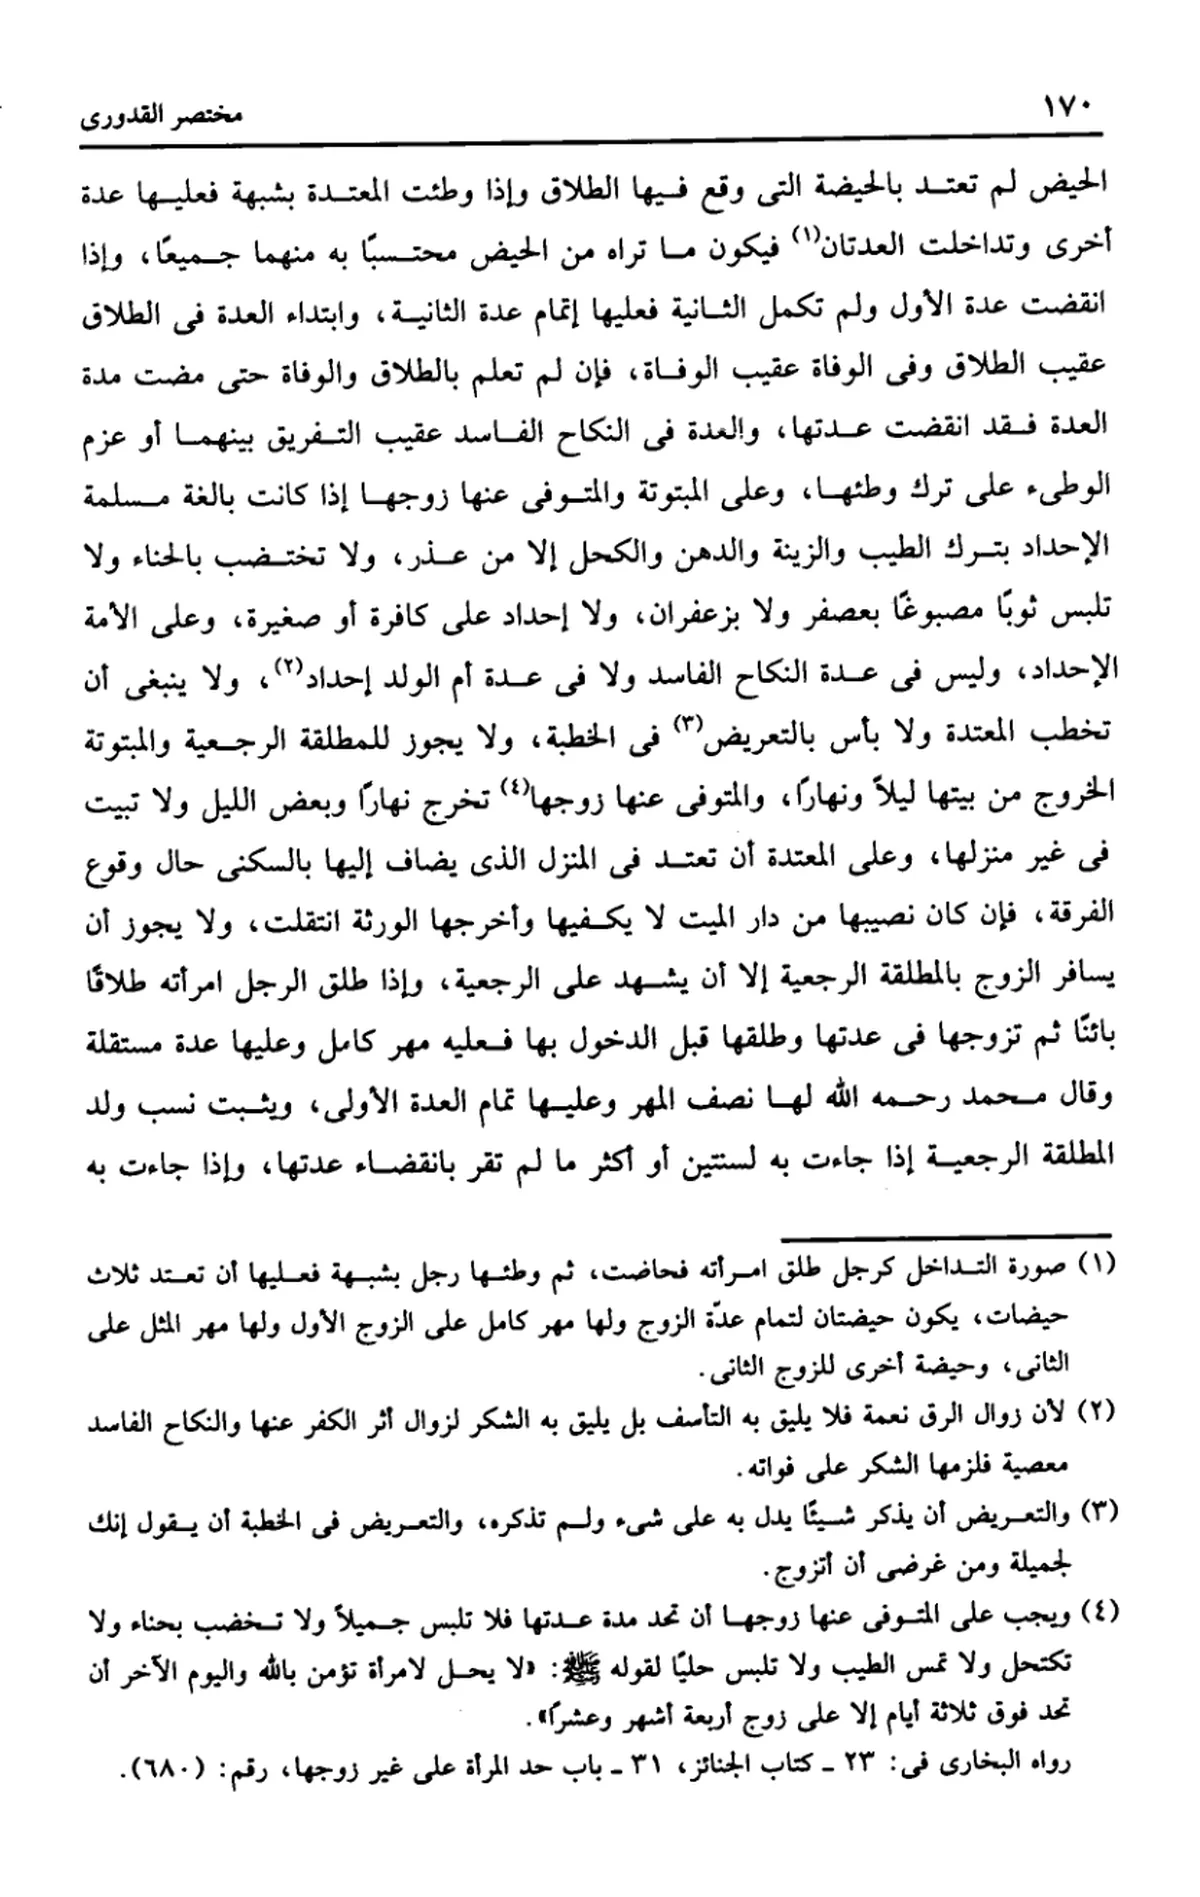 ١٧٠ مختصر القدورى
الحيض لم تعتد بالحيضة التى وقع فيها الطلاق وإذا وطئت المعتدة بشبهة فعليها عدة
أخرى وتداخلت العدتان(١) فيكون ما تراه من الحيض محتسبًا به منهما جميعًا، وإذا
انقضت عدة الأول ولم تكمل الثانية فعليها إتمام عدة الثانية، وابتداء العدة فى الطلاق
عقيب الطلاق وفى الوفاة عقيب الوفاة، فإن لم تعلم بالطلاق والوفاة حتى مضت مدة
العدة فقد انقضت عدتها، والعدة فى النكاح الفاسد عقيب التفريق بينهما أو عزم
الوطىء على ترك وطئها، وعلى المبتوتة والمتوفى عنها زوجها إذا كانت بالغة مسلمة
الإحداد بترك الطيب والزينة والدهن والكحل إلا من عذر، ولا تختضب بالحناء ولا
تلبس ثوبًا مصبوغًا بعصفر ولا بزعفران، ولا إحداد على كافرة أو صغيرة، وعلى الأمة
الإحداد، وليس فى عدة النكاح الفاسد ولا فى عدة أم الولد إحداد(٢)، ولا ينبغى أن
تخطب المعتدة ولا بأس بالتعريض(٣) فى الخطبة، ولا يجوز للمطلقة الرجعية والمبتوتة
الخروج من بيتها ليلاً ونهارًا، والمتوفى عنها زوجها(٤) تخرج نهارًا وبعض الليل ولا تبيت
فى غير منزلها، وعلى المعتدة أن تعتد فى المنزل الذى يضاف إليها بالسكنى حال وقوع
الفرقة، فإن كان نصيبها من دار الميت لا يكفيها وأخرجها الورثة انتقلت، ولا يجوز أن
يسافر الزوج بالمطلقة الرجعية إلا أن يشهد على الرجعية، وإذا طلق الرجل امرأته طلاقًا
بائنًا ثم تزوجها فى عدتها وطلقها قبل الدخول بها فعليه مهر كامل وعليها عدة مستقلة
وقال محمد رحمه الله لها نصف المهر وعليها تمام العدة الأولى، ويثبت نسب ولد
المطلقة الرجعية إذا جاءت به لسنتين أو أكثر ما لم تقر بانقضاء عدتها، وإذا جاءت به
(١) صورة التداخل كرجل طلق امرأته فحاضت، ثم وطئها رجل بشبهة فعليها أن تعتد ثلاث
حيضات، يكون حيضتان لتمام عدّة الزوج ولها مهر كامل على الزوج الأول ولها مهر المثل على
الثانى، وحيضة أخرى للزوج الثانى.
(٢) لأن زوال الرق نعمة فلا يليق به التأسف بل يليق به الشكر لزوال أثر الكفر عنها والنكاح الفاسد
معصية فلزمها الشكر على فواته.
(٣) والتعريض أن يذكر شيئًا يدل به على شىء ولم تذكره، والتعريض فى الخطبة أن يقول إنك
لجميلة ومن غرضى أن أتزوج.
(٤) ويجب على المتوفى عنها زوجها أن تحد مدة عدتها فلا تلبس جميلاً ولا تخضب بحناء ولا
تكتحل ولا تمس الطيب ولا تلبس حليًا لقوله ﷺ: «لا يحل لامرأة تؤمن بالله واليوم الآخر أن
تحد فوق ثلاثة أيام إلا على زوج أربعة أشهر وعشرًا».
رواه البخارى فى: ٢٣ ـ كتاب الجنائز، ٣١ ـ باب حد المرأة على غير زوجها، رقم: (٦٨٠).